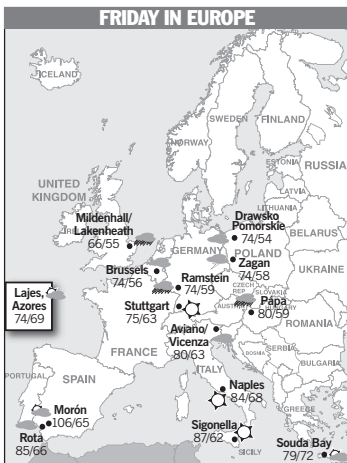 FRIDAY IN EUROPE
ICELAND
SWEDEN
FINLAND
NORWAY
ESTONIA
RUSSIA
LATVIA
LITHUANIA
UNITED
KINGDOM
Mildenhall/
Lakenheath
66/55
Drawsko
Pomorskie
74/54
BELARUS
GERMANY
POLAND
Zagan
74/58
Brussels
74/56
Ramstein
74/59
UKRAINE
CZECH
REP.
SLOVAKIA
Lajes,
Azores
74/69
Stuttgart
75/63
AUSTRIA
HUNGARY
Pápa
80/59
ROMANIA
Aviano/
Vicenza
80/63
FRANCE
BOSNIA
SERBIA
BULGARIA
ITALY
PORTUGAL
SPAIN
Naples
84/68
Morón
106/65
GREECE
Rota
85/66
Sigonella
87/62
SICILY
Souda Bay
79/72